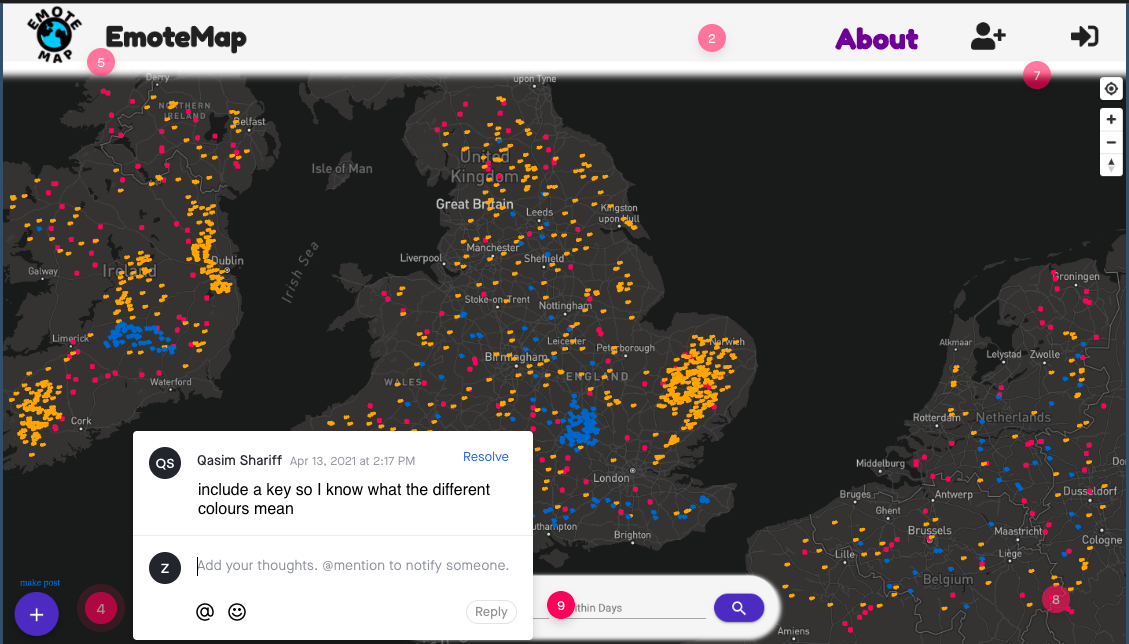 EMOTE
MAP
EmoteMap
2
About
5
7
Derry
upon Tyne
NORTHERN
IRELAND
Belfast
Isle of Man
United
Kingdom
Great Britain
Leeds
Kingston
upon Hull
Manchester
Liverpool
Sheffield
Irish Sea
Dublin
Galway
Ireland
Groningen
Stoke-on-Trent
Nottingham
Limerick
Leicester
Peterborough
Norwich
Birmingham
Alkmaar
Lelystad
Zwolle
WALES
ENGLAND
Waterford
Cork
Rotterdam
Netherlands
QS
Qasim Shariff
Apr 13, 2021 at 2:17 PM
Resolve
include a key so I know what the different
colours mean
London
Middelburg
Bruges
Antwerp
Dusseldorf
Ghent
uthampton
Brighton
Brussels
Maastricht
Cologne
Lille
Liège
Belgium
Z
Add your thoughts. @mention to notify someone.
make post
+
4
@
Reply
9
ithin Days
8
Amiens